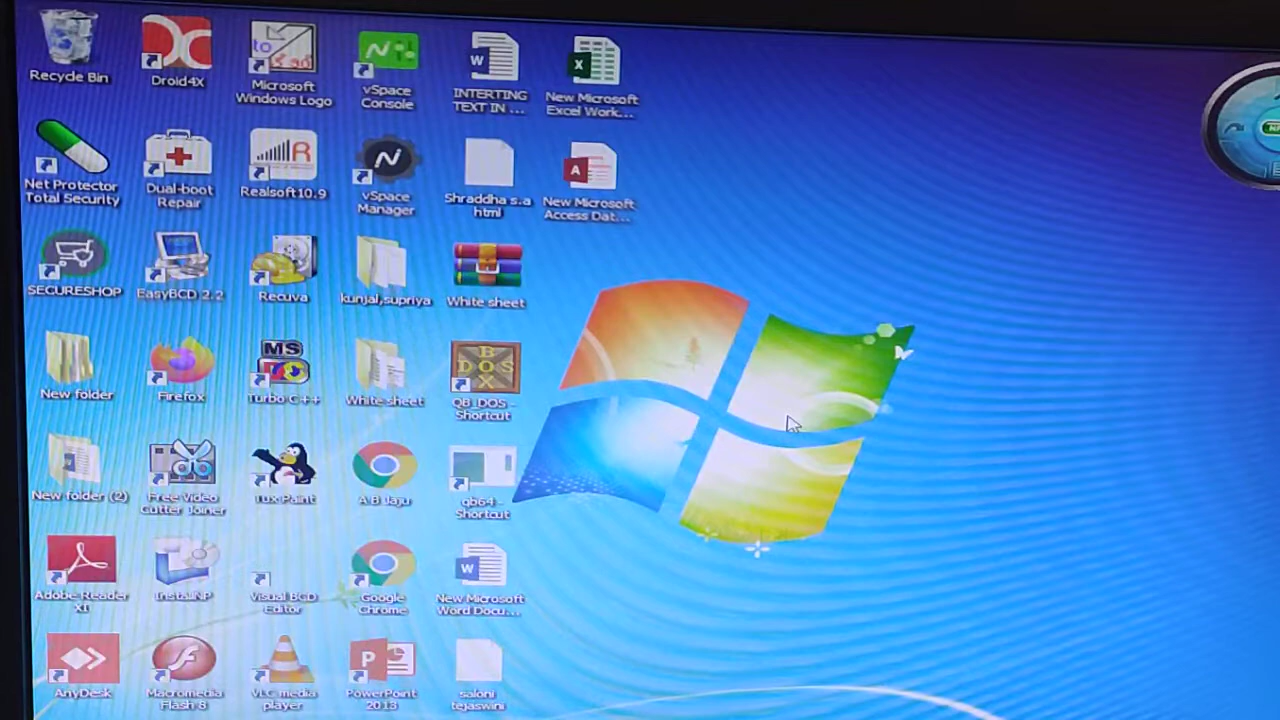 Recycle Bin
Droid4X
Microsoft
Windows Logo
vSpace
Console
INTERTING
TEXT IN ...
New Microsoft
Excel Work...
Net Protector
Total Security
Dual-boot
Repair
Realsoft10.9
vSpace
Manager
Shraddha s.a
html
New Microsoft
Access Dat...
SECURESHOP
EasyBCD 2.2
Recuva
kunjal,supriya
White sheet
New folder
Firefox
MS
Turbo C++
White sheet
BOX
DOS
QB_DOS -
Shortcut
New folder (2)
Free Video
Cutter Joiner
Tux Paint
A B Jaju
qb64 -
Shortcut
Adobe Reader
XI
InstallNP
Visual BCD
Editor
Google
Chrome
New Microsoft
Word Docu...
AnyDesk
Macromedia
Flash 8
VLC media
player
PowerPoint
2013
saloni
tejaswini